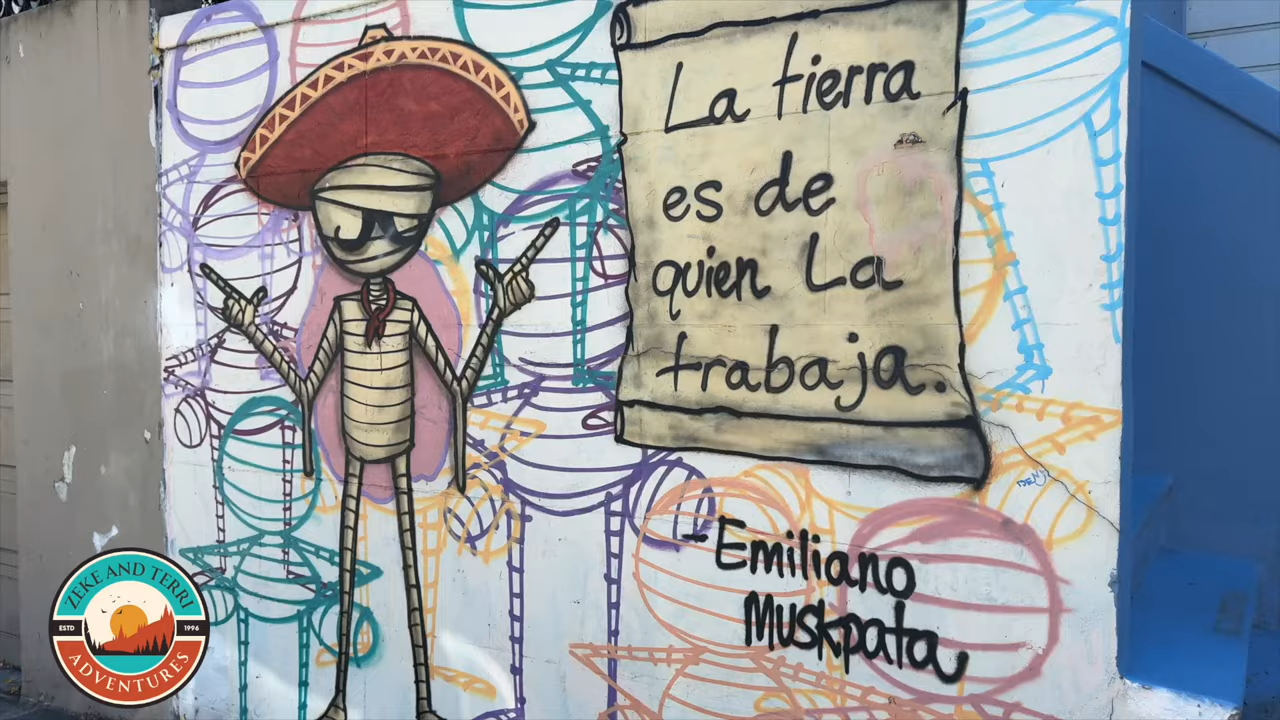 La tierra
es de
quien La
trabaja.
-Emiliano
Muskpata
ZEKE AND TERRI
ESTD 1996
ADVENTURES